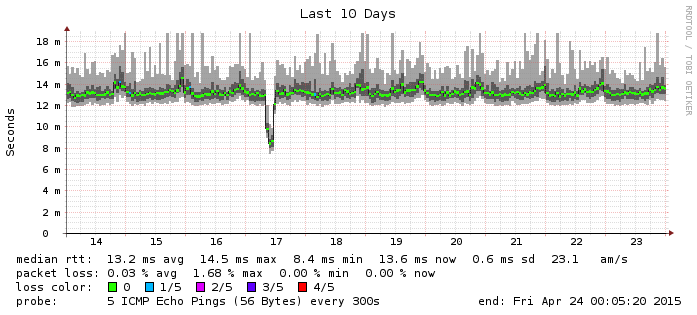 Last 10 Days
RRDTOOL / TOBI OETIKER
Seconds
18 m
16 m
14 m
12 m
10 m
8 m
6 m
4 m
2 m
0
14 15 16 17 18 19 20 21 22 23
median rtt: 13.2 ms avg 14.5 ms max 8.4 ms min 13.6 ms now 0.6 ms sd 23.1 am/s
packet loss: 0.03 % avg 1.68 % max 0.00 % min 0.00 % now
loss color: 0 1/5 2/5 3/5 4/5
probe: 5 ICMP Echo Pings (56 Bytes) every 300s end: Fri Apr 24 00:05:20 2015